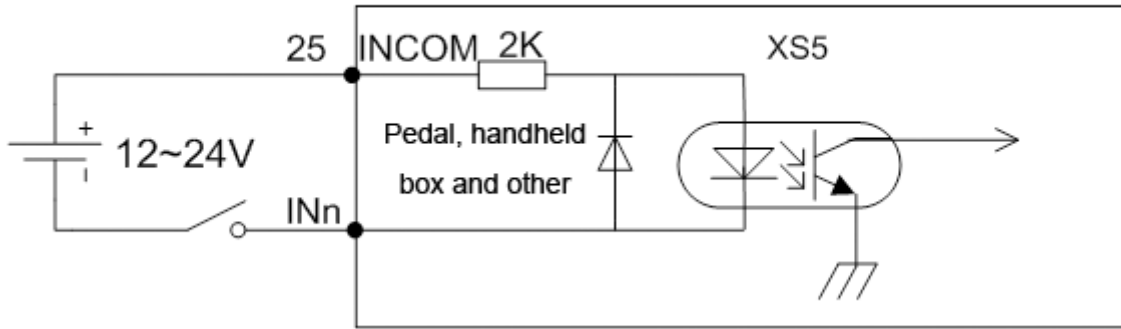 25 INCOM 2K XS5
+
12~24V
-
Pedal, handheld
box and other
INn